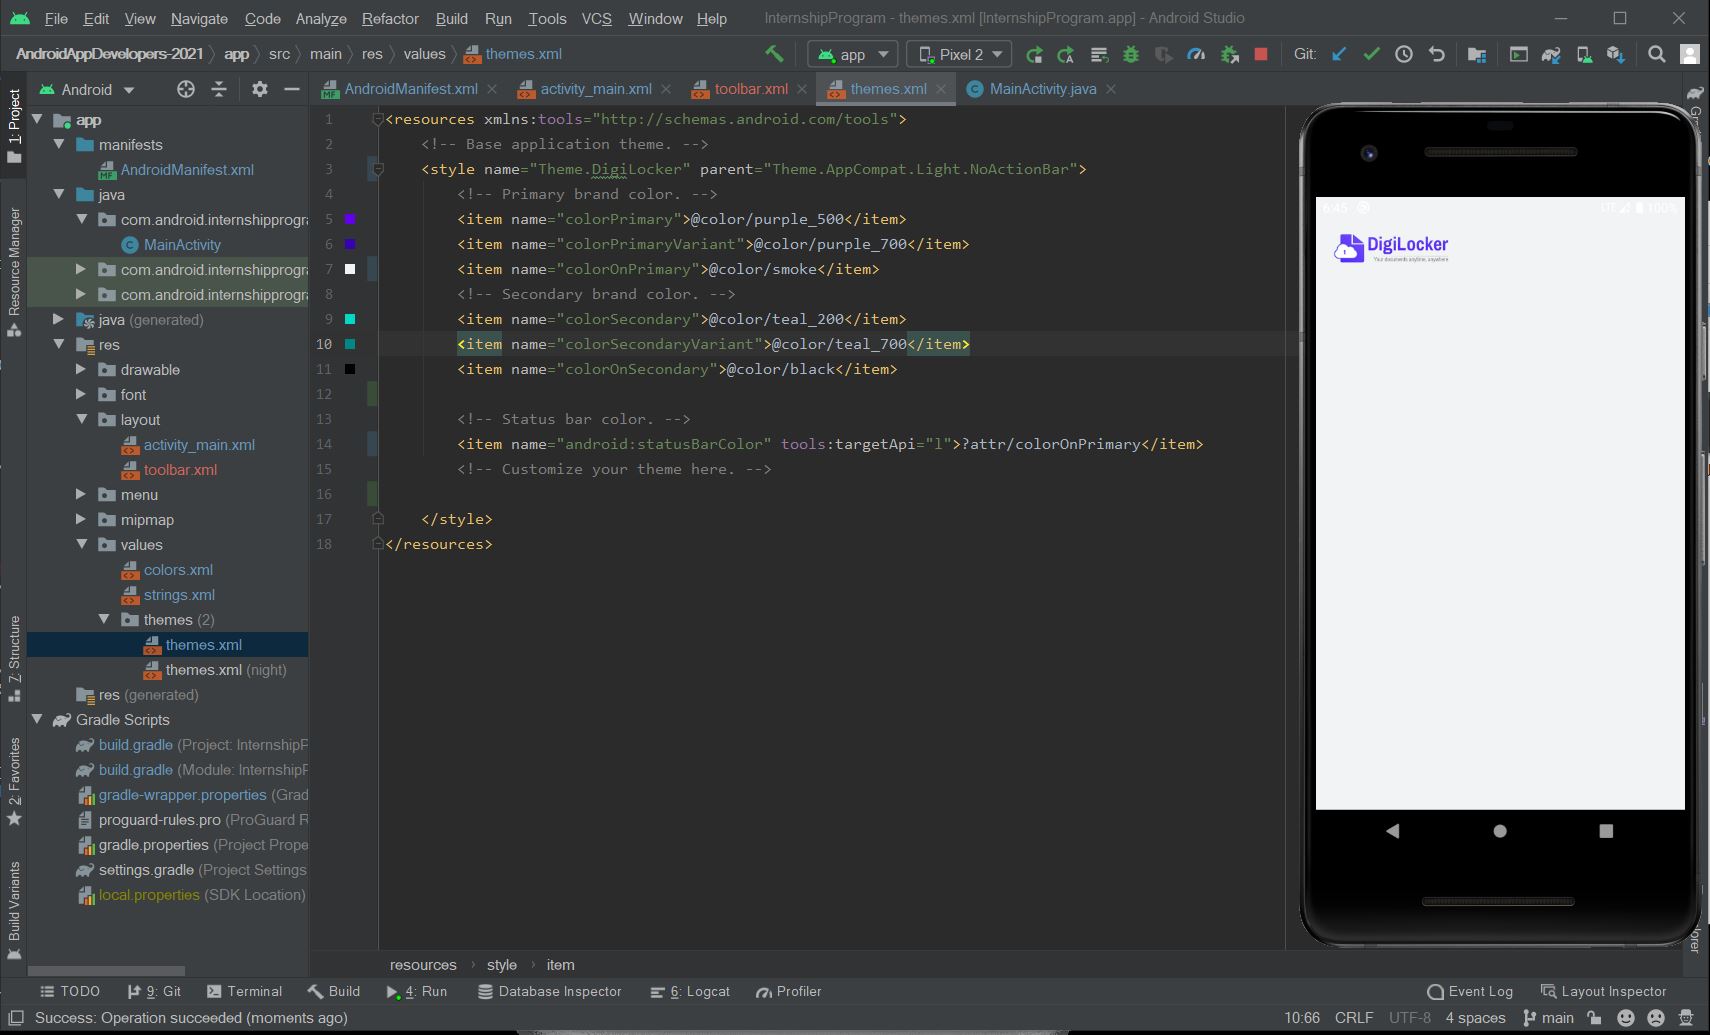 File Edit View Navigate Code Analyze Refactor Build Run Tools VCS Window Help InternshipProgram - themes.xml [InternshipProgram.app] - Android Studio
AndroidAppDevelopers-2021 app src main res values themes.xml app Pixel 2 Git:
Android AndroidManifest.xml activity_main.xml toolbar.xml themes.xml MainActivity.java
1: Project
Resource Manager
7: Structure
2: Favorites
Build Variants
app
manifests
AndroidManifest.xml
java
com.android.internshipprogra
MainActivity
com.android.internshipprogra
com.android.internshipprogra
java (generated)
res
drawable
font
layout
activity_main.xml
toolbar.xml
menu
mipmap
values
colors.xml
strings.xml
themes (2)
themes.xml
themes.xml (night)
res (generated)
Gradle Scripts
build.gradle (Project: InternshipP
build.gradle (Module: InternshipP
gradle-wrapper.properties (Grad
proguard-rules.pro (ProGuard R
gradle.properties (Project Prope
settings.gradle (Project Settings
local.properties (SDK Location)
1 <resources xmlns:tools="http://schemas.android.com/tools">
2 <!-- Base application theme. -->
3 <style name="Theme.DigiLocker" parent="Theme.AppCompat.Light.NoActionBar">
4 <!-- Primary brand color. -->
5 <item name="colorPrimary">@color/purple_500</item>
6 <item name="colorPrimaryVariant">@color/purple_700</item>
7 <item name="colorOnPrimary">@color/smoke</item>
8 <!-- Secondary brand color. -->
9 <item name="colorSecondary">@color/teal_200</item>
10 <item name="colorSecondaryVariant">@color/teal_700</item>
11 <item name="colorOnSecondary">@color/black</item>
12
13 <!-- Status bar color. -->
14 <item name="android:statusBarColor" tools:targetApi="l">?attr/colorOnPrimary</item>
15 <!-- Customize your theme here. -->
16
17 </style>
18 </resources>
6:45 LTE 100%
DigiLocker
Your documents anytime, anywhere
resources style item
TODO 9: Git Terminal Build 4: Run Database Inspector 6: Logcat Profiler Event Log Layout Inspector
Success: Operation succeeded (moments ago) 10:66 CRLF UTF-8 4 spaces main